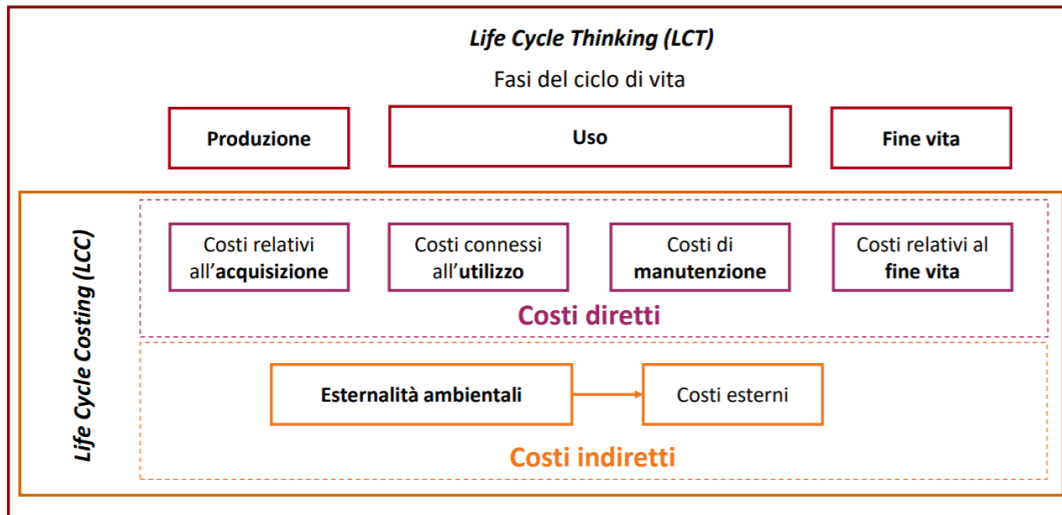 Life Cycle Thinking (LCT)
Fasi del ciclo di vita
Produzione
Uso
Fine vita
Life Cycle Costing (LCC)
Costi relativi
all'acquisizione
Costi connessi
all'utilizzo
Costi di
manutenzione
Costi relativi al
fine vita
Costi diretti
Esternalità ambientali
Costi esterni
Costi indiretti